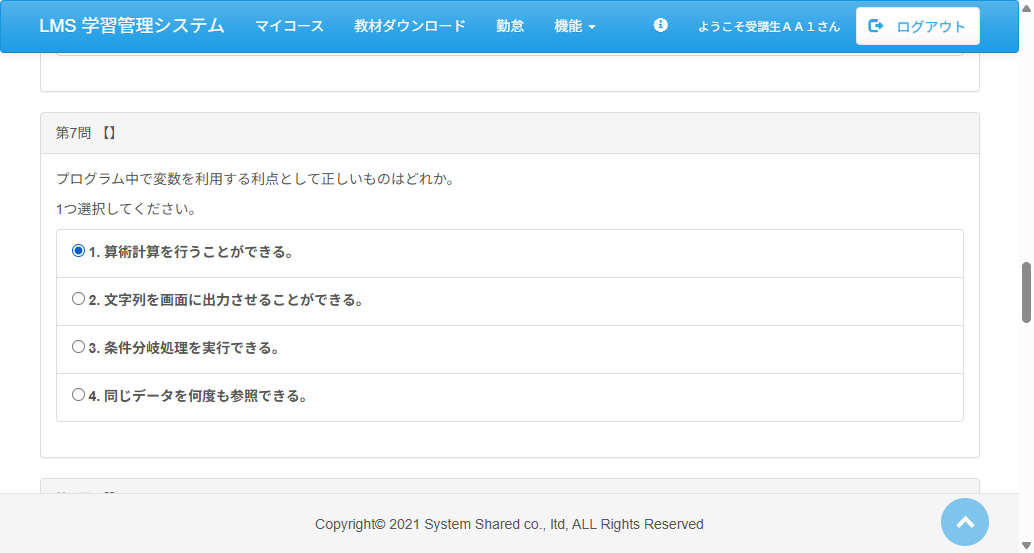 LMS 学習管理システム マイコース 教材ダウンロード 勤怠 機能 ようこそ受講生ＡＡ１さん ログアウト
第7問 【】
プログラム中で変数を利用する利点として正しいものはどれか。
1つ選択してください。
1. 算術計算を行うことができる。
2. 文字列を画面に出力させることができる。
3. 条件分岐処理を実行できる。
4. 同じデータを何度も参照できる。
Copyright© 2021 System Shared co., ltd, ALL Rights Reserved